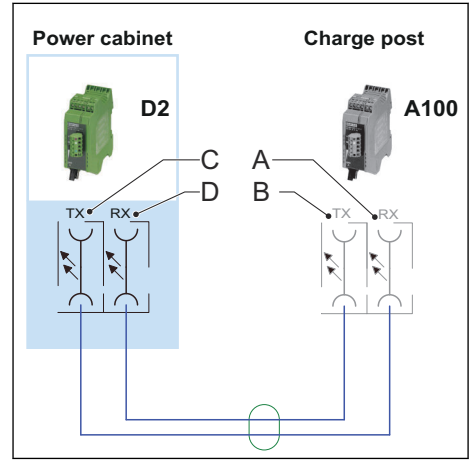 Power cabinet
Charge post
D2
A100
C
A
D
B
TX
RX
TX
RX